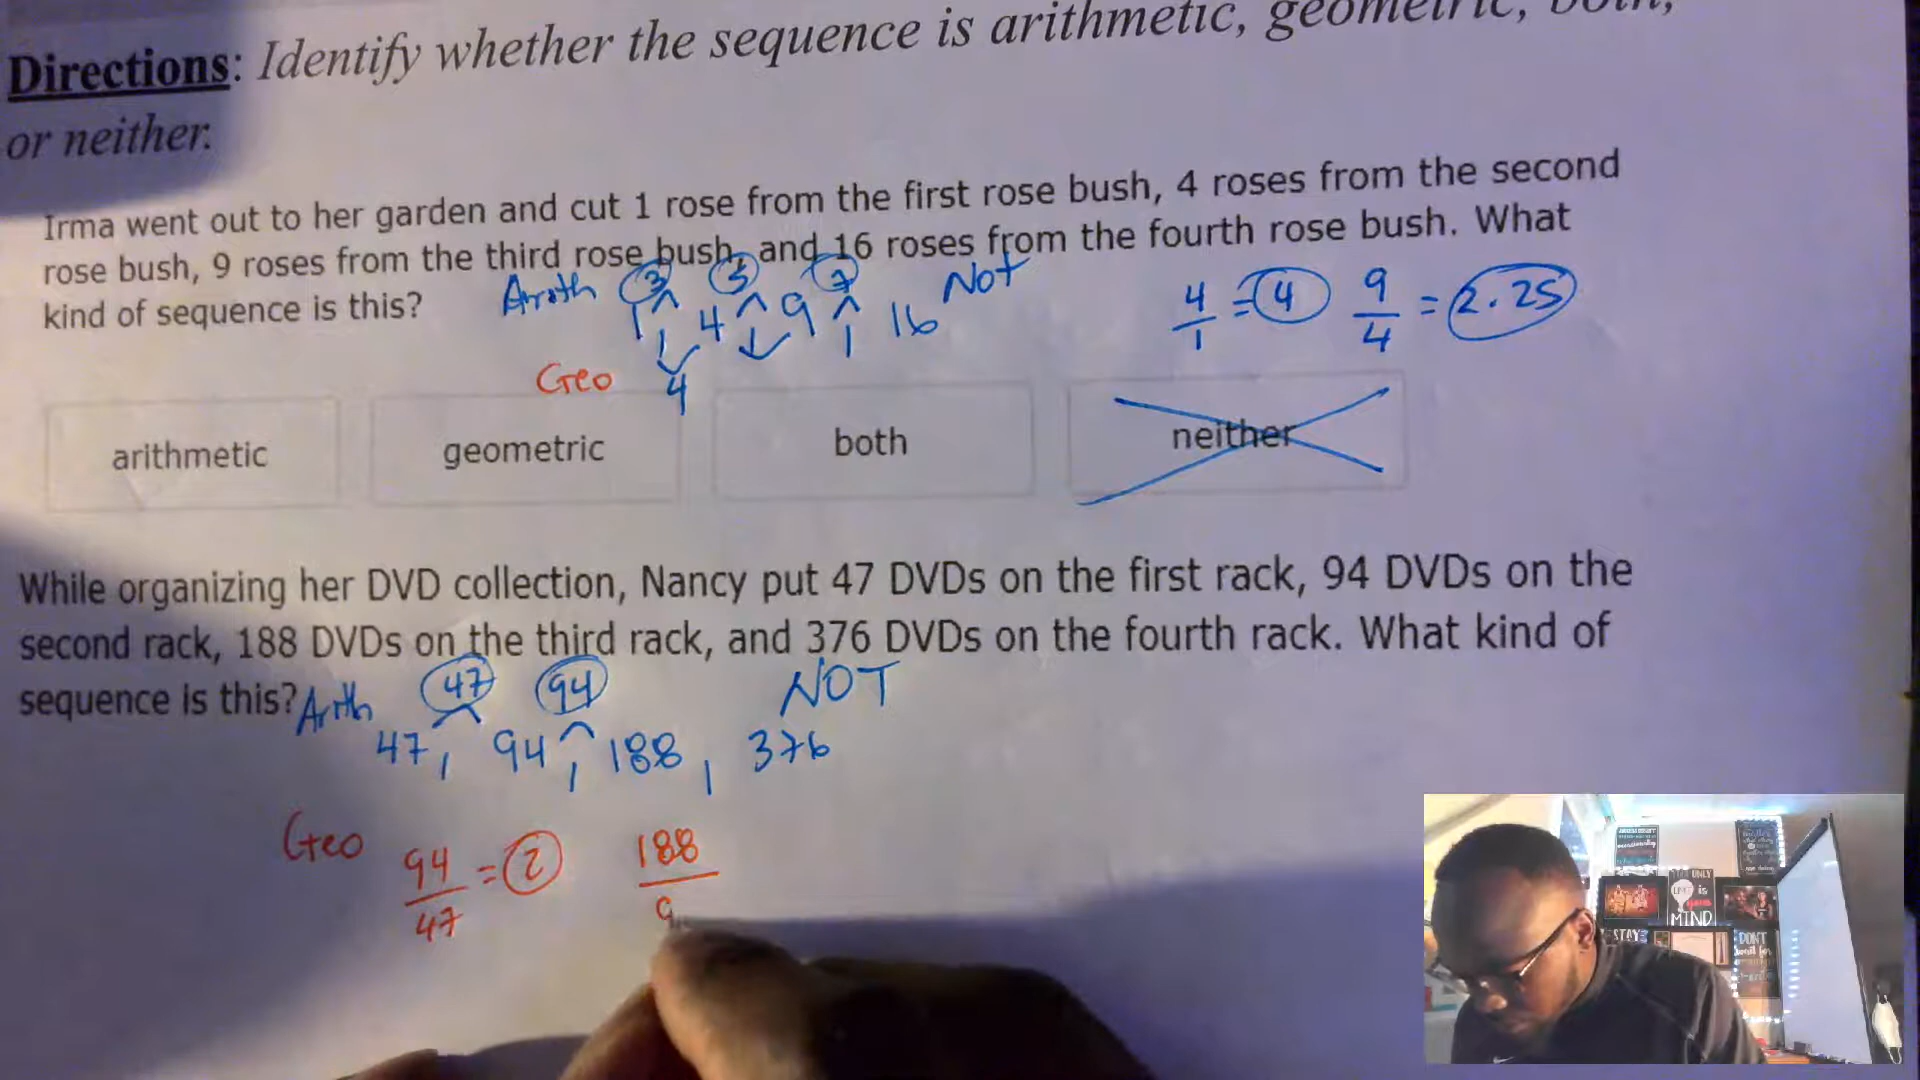 Directions: Identify whether the sequence is arithmetic, geometric, both,
or neither.
Irma went out to her garden and cut 1 rose from the first rose bush, 4 roses from the second
rose bush, 9 roses from the third rose bush, and 16 roses from the fourth rose bush. What
kind of sequence is this?
Arith 3 5 7 Not
1, 4, 9, 16
4/1 = 4 9/4 = 2.25
Geo 4
arithmetic geometric both neither
While organizing her DVD collection, Nancy put 47 DVDs on the first rack, 94 DVDs on the
second rack, 188 DVDs on the third rack, and 376 DVDs on the fourth rack. What kind of
sequence is this?
Arith 47 94 NOT
47, 94, 188, 376
Geo 94/47 = 2 188/9
ONLY
LIMIT is
MIND
STAY
DONT